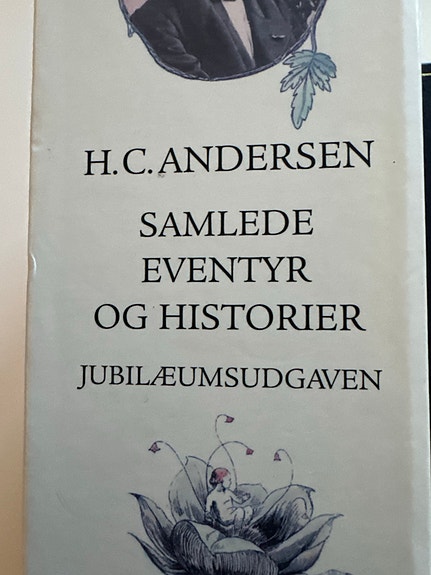 H.C. ANDERSEN
SAMLEDE
EVENTYR
OG HISTORIER
JUBILÆUMSUDGAVEN